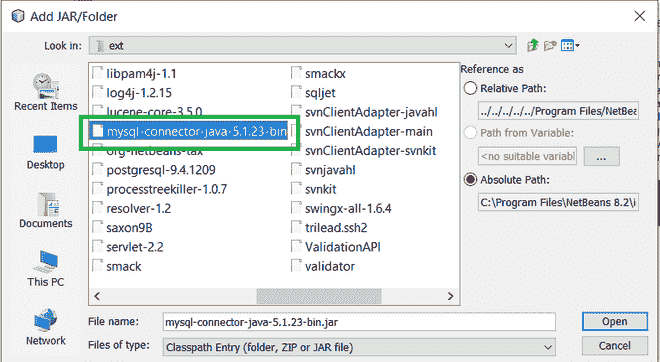 Add JAR/Folder
Look in:
ext
Recent Items
Desktop
Documents
This PC
Network
libpam4j-1.1
log4j-1.2.15
lucene-core-3.5.0
mysql-connector-java-5.1.23-bin
org-netbeans-tax
postgresql-9.4.1209
processtreekiller-1.0.7
resolver-1.2
saxon9B
servlet-2.2
smack
smackx
sqljet
svnClientAdapter-javahl
svnClientAdapter-main
svnClientAdapter-svnkit
svnjavahl
svnkit
swingx-all-1.6.4
trilead.ssh2
ValidationAPI
validator
Reference as
Relative Path:
../../../../../Program Files/NetBe
Path from Variable:
<no suitable variabl
...
Absolute Path:
C:\Program Files\NetBeans 8.2\i
File name:
mysql-connector-java-5.1.23-bin.jar
Open
Files of type:
Classpath Entry (folder, ZIP or JAR file)
Cancel